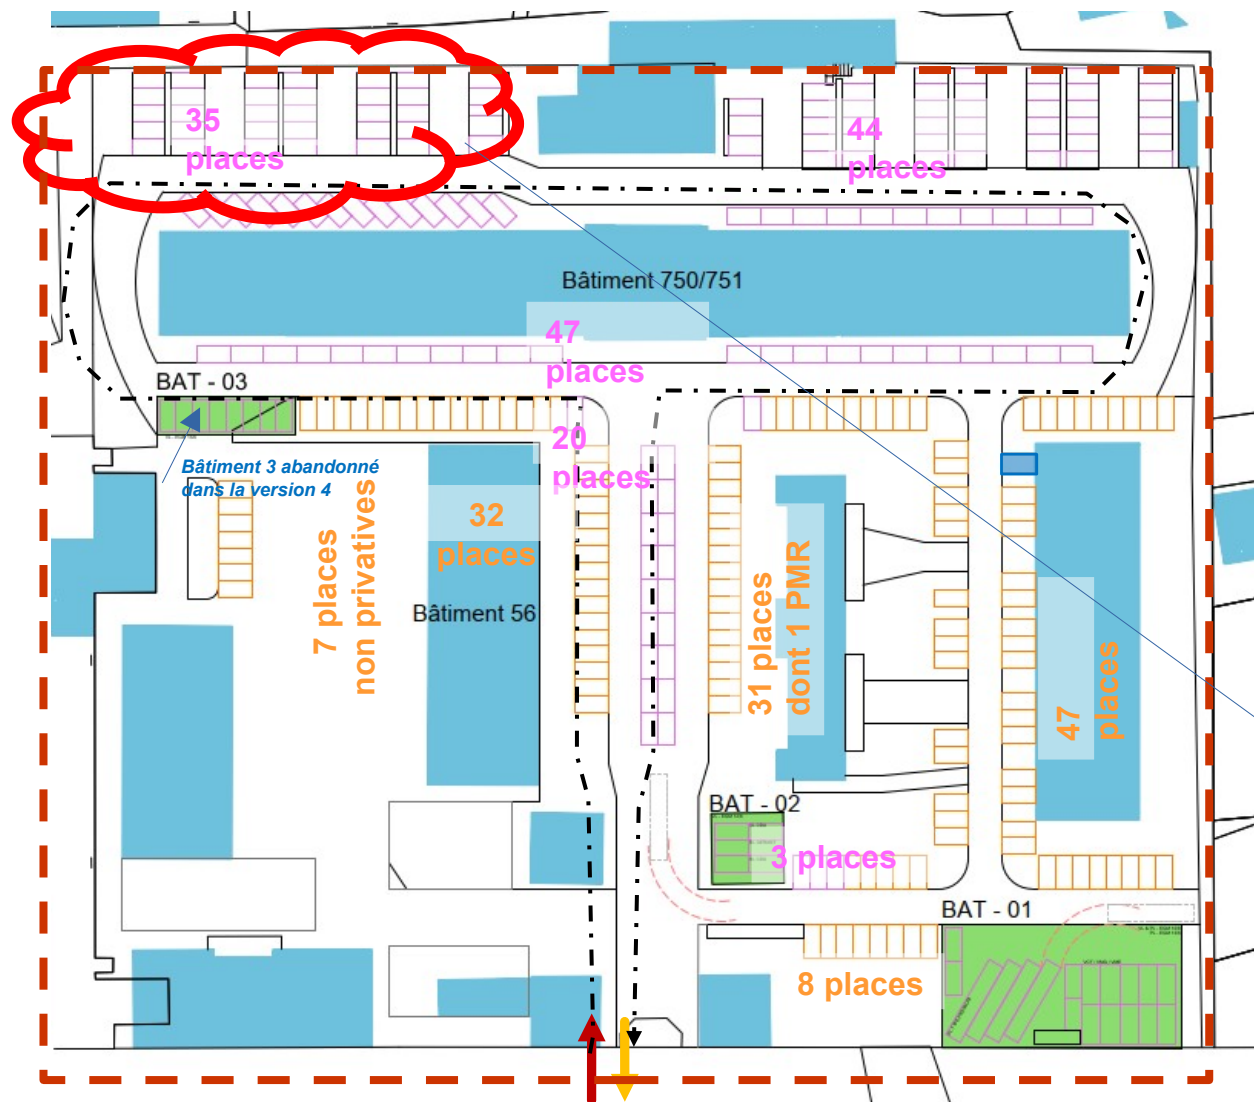 35
places
44
places
Bâtiment 750/751
47
places
BAT - 03
20
places
Bâtiment 3 abandonné
dans la version 4
7 places
non privatives
32
places
Bâtiment 56
31 places
dont 1 PMR
47
places
BAT - 02
3 places
BAT - 01
8 places